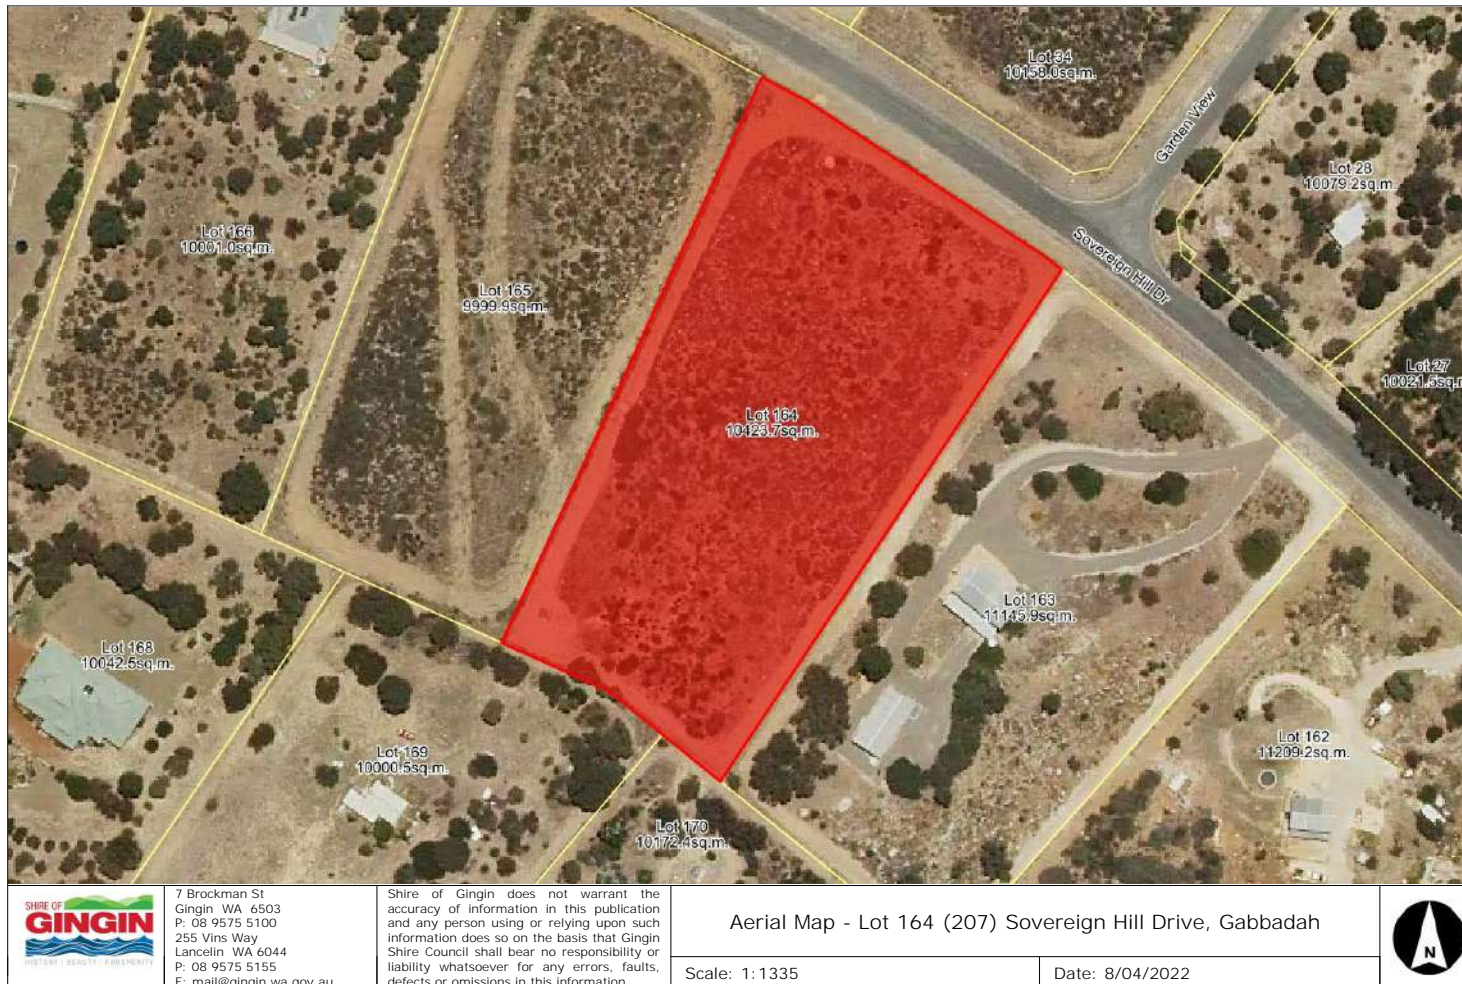 Lot 34
10158.0sq.m.
Garden View
Lot 28
10079.2sq.m.
Lot 166
10001.0sq.m.
Sovereign Hill Dr
Lot 165
9999.9sq.m.
Lot 27
10021.5sq.m
Lot 164
10423.7sq.m.
Lot 163
11145.9sq.m.
Lot 168
10042.5sq.m.
Lot 169
10000.5sq.m.
Lot 162
11209.2sq.m.
Lot 170
10172.4sq.m.
SHIRE OF
GINGIN
HISTORY | BEAUTY | PROSPERITY
7 Brockman St
Gingin WA 6503
P: 08 9575 5100
255 Vins Way
Lancelin WA 6044
P: 08 9575 5155
E: mail@gingin.wa.gov.au
Shire of Gingin does not warrant the
accuracy of information in this publication
and any person using or relying upon such
information does so on the basis that Gingin
Shire Council shall bear no responsibility or
liability whatsoever for any errors, faults,
defects or omissions in this information
Aerial Map - Lot 164 (207) Sovereign Hill Drive, Gabbadah
Scale: 1:1335
Date: 8/04/2022
N